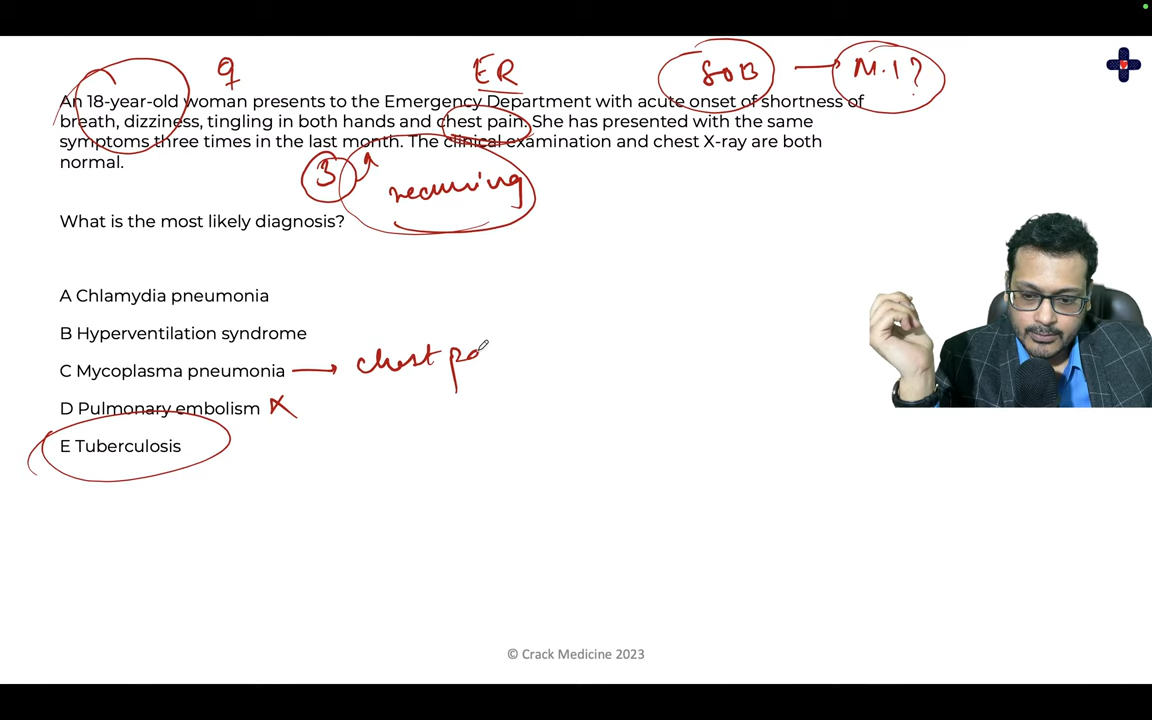 9 ER SOB → M.I?
An 18-year-old woman presents to the Emergency Department with acute onset of shortness of
breath, dizziness, tingling in both hands and chest pain. She has presented with the same
symptoms three times in the last month. The clinical examination and chest X-ray are both
normal.
3 recurring
What is the most likely diagnosis?
A Chlamydia pneumonia
B Hyperventilation syndrome
C Mycoplasma pneumonia → chest pa
D Pulmonary embolism X
E Tuberculosis
© Crack Medicine 2023